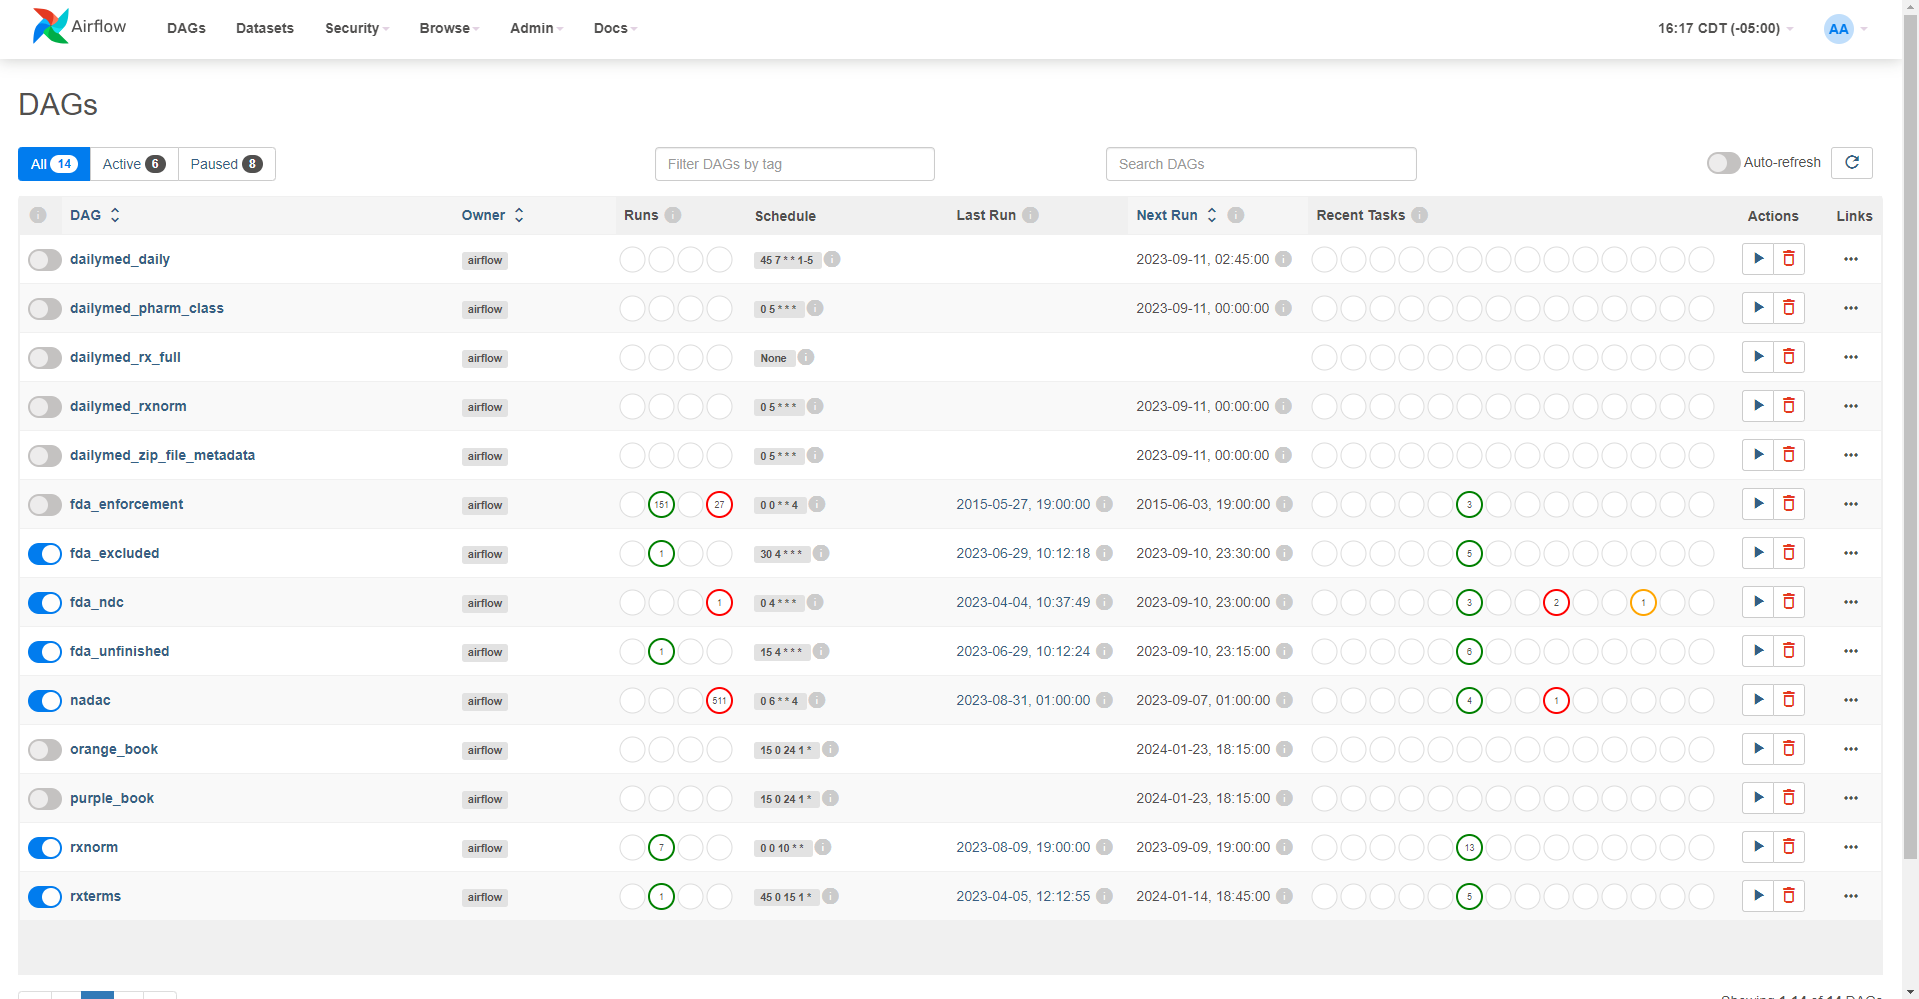 Airflow DAGs Datasets Security Browse Admin Docs 16:17 CDT (-05:00) AA
DAGs
All 14 Active 6 Paused 8 Filter DAGs by tag Search DAGs Auto-refresh
DAG Owner Runs Schedule Last Run Next Run Recent Tasks Actions Links
dailymed_daily airflow 45 7 * * 1-5 2023-09-11, 02:45:00
dailymed_pharm_class airflow 0 5 * * * 2023-09-11, 00:00:00
dailymed_rx_full airflow None
dailymed_rxnorm airflow 0 5 * * * 2023-09-11, 00:00:00
dailymed_zip_file_metadata airflow 0 5 * * * 2023-09-11, 00:00:00
fda_enforcement airflow 151 27 0 0 * * 4 2015-05-27, 19:00:00 2015-06-03, 19:00:00 3
fda_excluded airflow 1 30 4 * * * 2023-06-29, 10:12:18 2023-09-10, 23:30:00 5
fda_ndc airflow 1 0 4 * * * 2023-04-04, 10:37:49 2023-09-10, 23:00:00 3 2 1
fda_unfinished airflow 1 15 4 * * * 2023-06-29, 10:12:24 2023-09-10, 23:15:00 6
nadac airflow 511 0 6 * * 4 2023-08-31, 01:00:00 2023-09-07, 01:00:00 4 1
orange_book airflow 15 0 24 1 * 2024-01-23, 18:15:00
purple_book airflow 15 0 24 1 * 2024-01-23, 18:15:00
rxnorm airflow 7 0 0 10 * * 2023-08-09, 19:00:00 2023-09-09, 19:00:00 13
rxterms airflow 1 45 0 15 1 * 2023-04-05, 12:12:55 2024-01-14, 18:45:00 5
Showing 1-14 of 14 DAGs